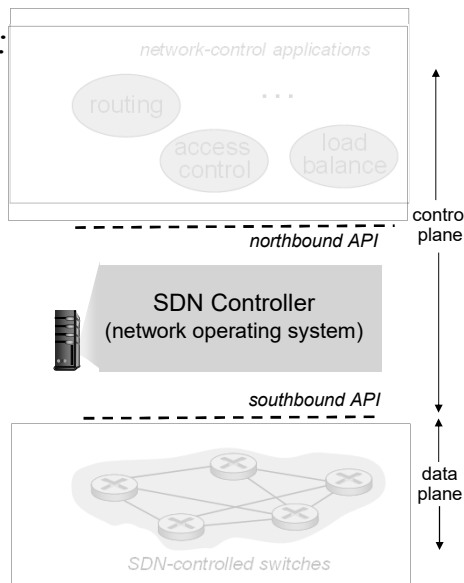 network-control applications
routing
...
access
control
load
balance
contro
plane
northbound API
SDN Controller
(network operating system)
southbound API
data
plane
SDN-controlled switches